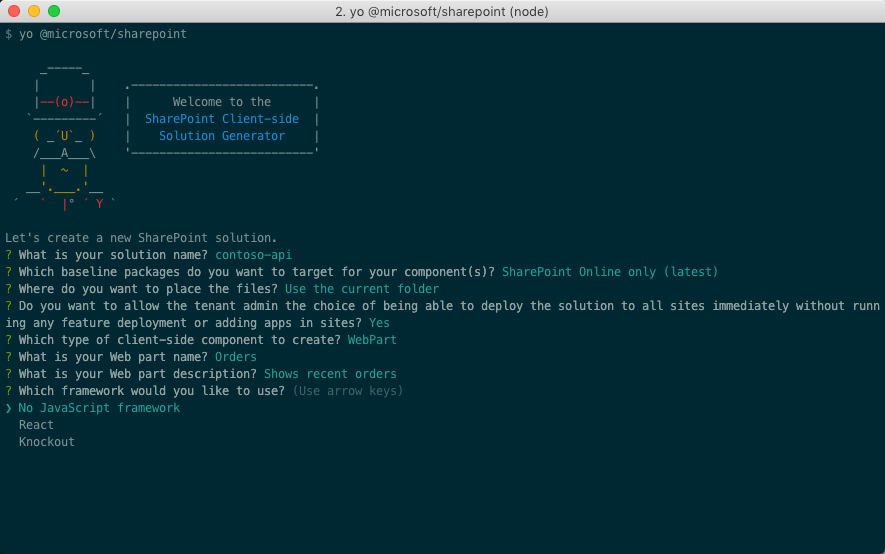 2. yo @microsoft/sharepoint (node)
$ yo @microsoft/sharepoint
     _-----_
    |       |    .--------------------------.
    |--(o)--|    |      Welcome to the      |
   `---------´   |  SharePoint Client-side  |
    ( _´U`_ )    |    Solution Generator    |
    /___A___\    '--------------------------'
     |  ~  |
   __'.___.'__
 ´   `  |° ´ Y `
Let's create a new SharePoint solution.
? What is your solution name? contoso-api
? Which baseline packages do you want to target for your component(s)? SharePoint Online only (latest)
? Where do you want to place the files? Use the current folder
? Do you want to allow the tenant admin the choice of being able to deploy the solution to all sites immediately without runn
ing any feature deployment or adding apps in sites? Yes
? Which type of client-side component to create? WebPart
? What is your Web part name? Orders
? What is your Web part description? Shows recent orders
? Which framework would you like to use? (Use arrow keys)
❯ No JavaScript framework
  React
  Knockout